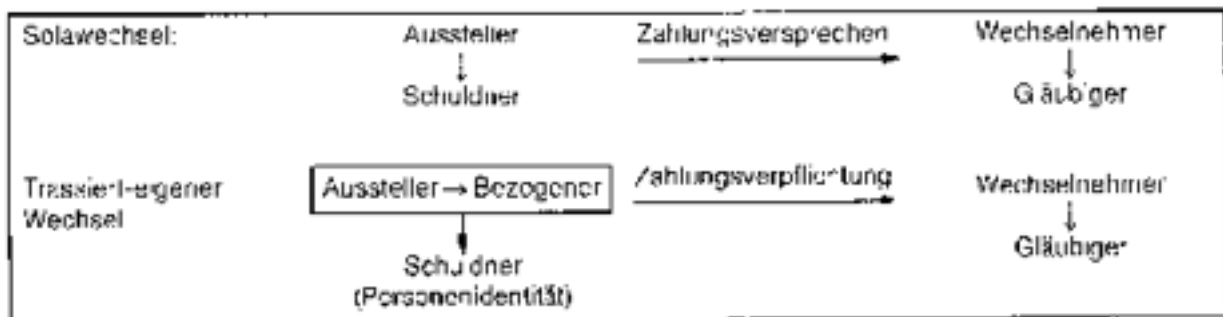 Solawechsel: Aussteller Zahlungsversprechen Wechselnehmer
Schuldner Gläubiger
Trassiert-eigener Aussteller → Bezogener Zahlungsverpflichtung Wechselnehmer
Wechsel
Schuldner Gläubiger
(Personenidentität)